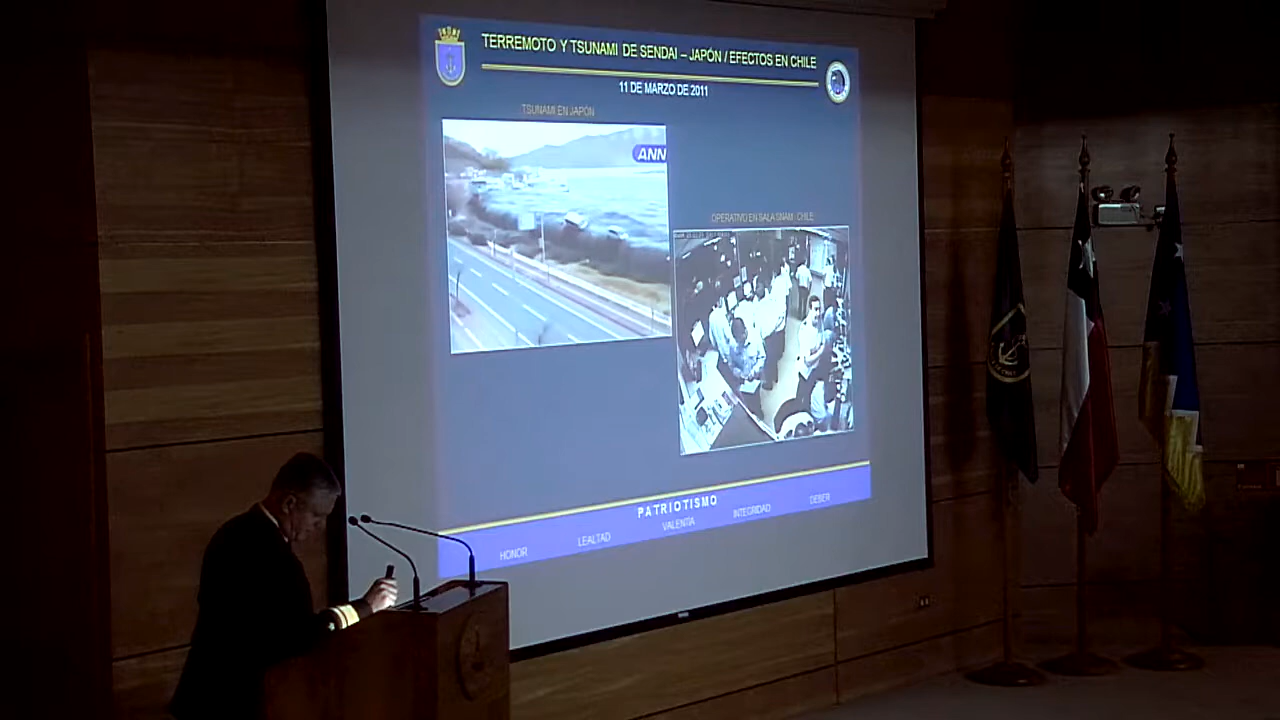 TERREMOTO Y TSUNAMI DE SENDAI – JAPÓN / EFECTOS EN CHILE
11 DE MARZO DE 2011
TSUNAMI EN JAPÓN
ANN
OPERATIVO EN SALA SNAM - CHILE
PATRIOTISMO
HONOR LEALTAD VALENTÍA INTEGRIDAD DEBER